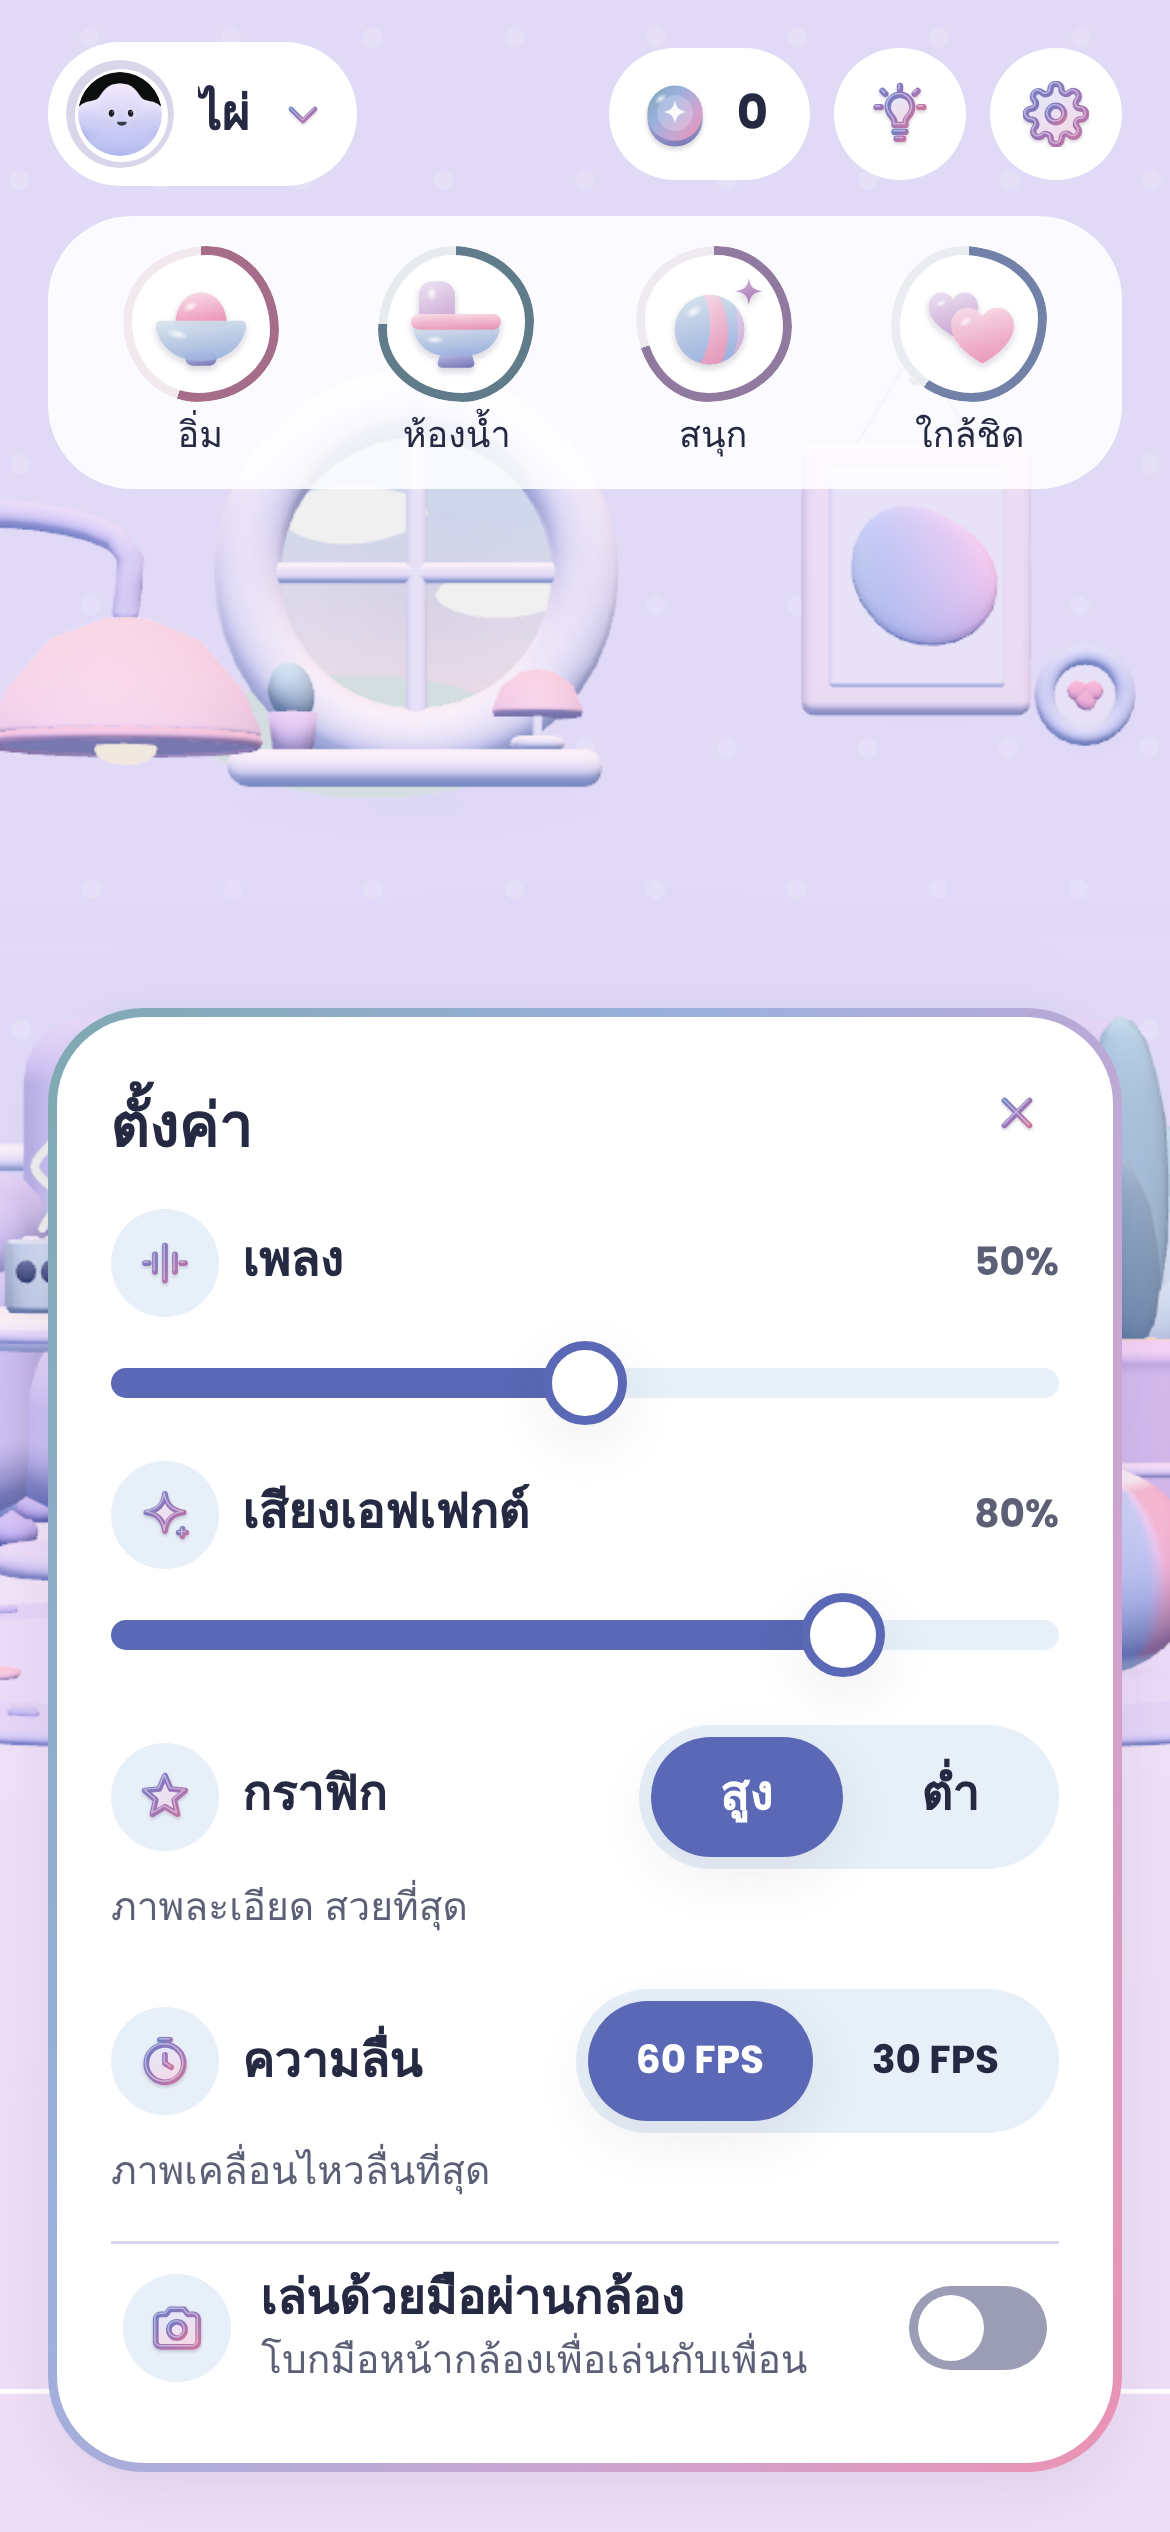 ไผ่
0
อิ่ม
ห้องน้ำ
สนุก
ใกล้ชิด
ตั้งค่า
เพลง
50%
เสียงเอฟเฟกต์
80%
กราฟิก
สูง
ต่ำ
ภาพละเอียด สวยที่สุด
ความลื่น
60 FPS
30 FPS
ภาพเคลื่อนไหวลื่นที่สุด
เล่นด้วยมือผ่านกล้อง
โบกมือหน้ากล้องเพื่อเล่นกับเพื่อน